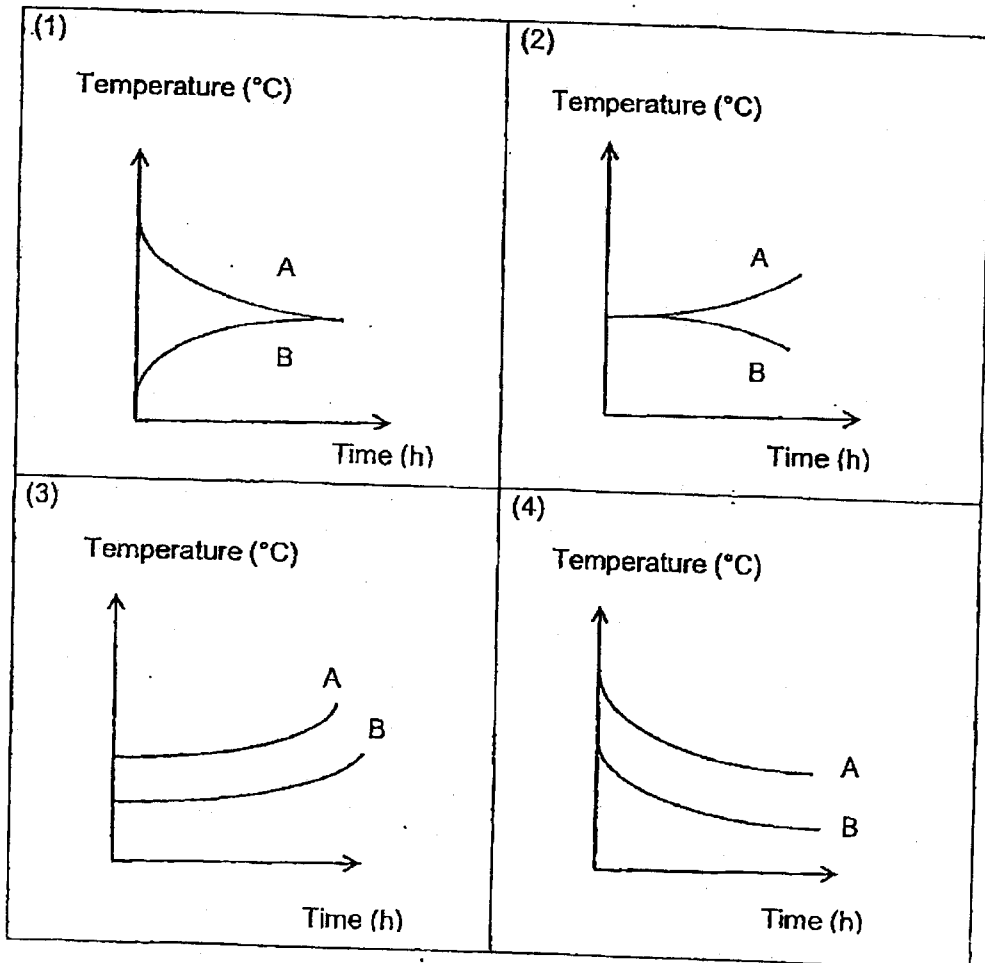 (1)
Temperature (°C)
A
B
Time (h)
(2)
Temperature (°C)
A
B
Time (h)
(3)
Temperature (°C)
A
B
Time (h)
(4)
Temperature (°C)
A
B
Time (h)